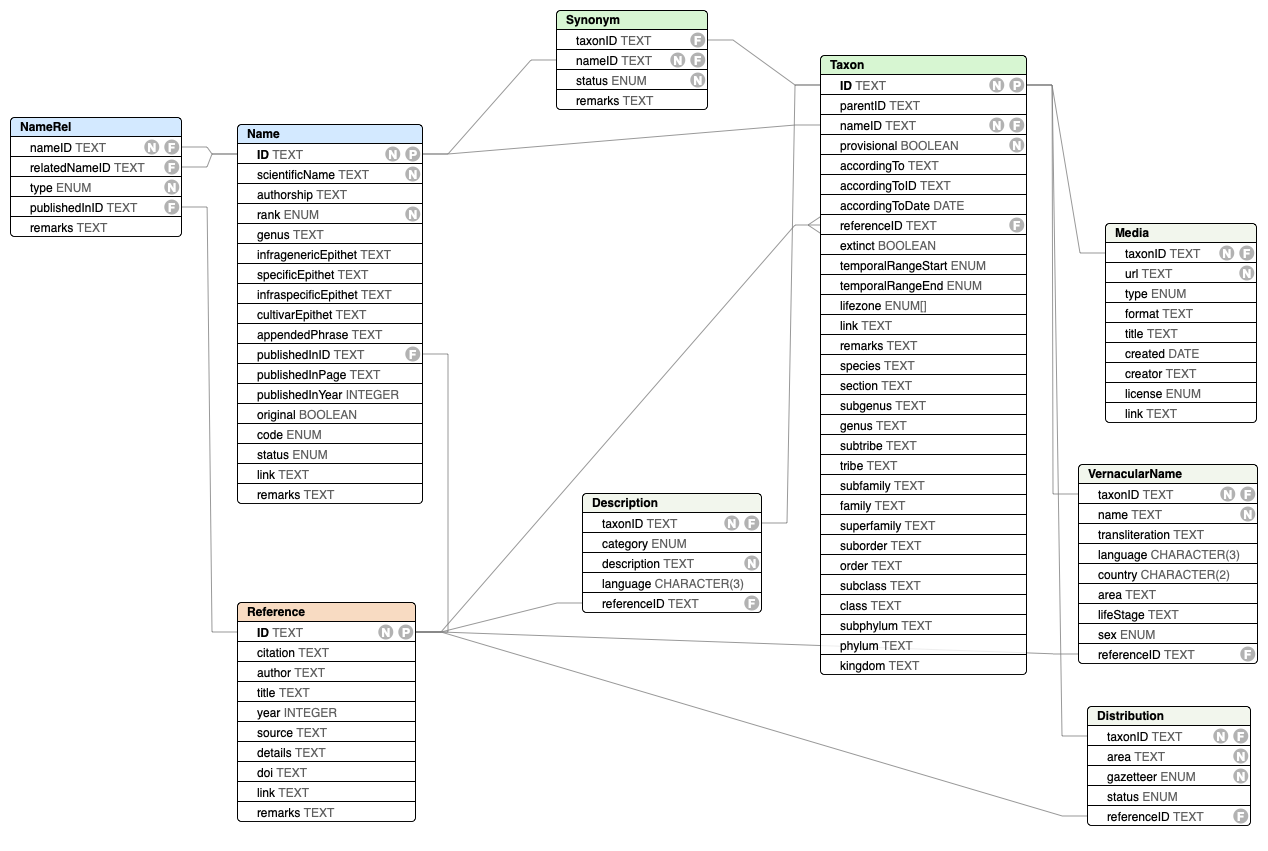 Synonym
taxonID TEXT F
nameID TEXT N F
status ENUM N
remarks TEXT
Taxon
ID TEXT N P
parentID TEXT
nameID TEXT N F
provisional BOOLEAN N
accordingTo TEXT
accordingToID TEXT
accordingToDate DATE
referenceID TEXT F
extinct BOOLEAN
temporalRangeStart ENUM
temporalRangeEnd ENUM
lifezone ENUM[]
link TEXT
remarks TEXT
species TEXT
section TEXT
subgenus TEXT
genus TEXT
subtribe TEXT
tribe TEXT
subfamily TEXT
family TEXT
superfamily TEXT
suborder TEXT
order TEXT
subclass TEXT
class TEXT
subphylum TEXT
phylum TEXT
kingdom TEXT
NameRel
nameID TEXT N F
relatedNameID TEXT F
type ENUM N
publishedInID TEXT F
remarks TEXT
Name
ID TEXT N P
scientificName TEXT N
authorship TEXT
rank ENUM N
genus TEXT
infragenericEpithet TEXT
specificEpithet TEXT
infraspecificEpithet TEXT
cultivarEpithet TEXT
appendedPhrase TEXT
publishedInID TEXT F
publishedInPage TEXT
publishedInYear INTEGER
original BOOLEAN
code ENUM
status ENUM
link TEXT
remarks TEXT
Media
taxonID TEXT N F
url TEXT N
type ENUM
format TEXT
title TEXT
created DATE
creator TEXT
license ENUM
link TEXT
VernacularName
taxonID TEXT N F
name TEXT N
transliteration TEXT
language CHARACTER(3)
country CHARACTER(2)
area TEXT
lifeStage TEXT
sex ENUM
referenceID TEXT F
Description
taxonID TEXT N F
category ENUM
description TEXT N
language CHARACTER(3)
referenceID TEXT F
Reference
ID TEXT N P
citation TEXT
author TEXT
title TEXT
year INTEGER
source TEXT
details TEXT
doi TEXT
link TEXT
remarks TEXT
Distribution
taxonID TEXT N F
area TEXT N
gazetteer ENUM N
status ENUM
referenceID TEXT F